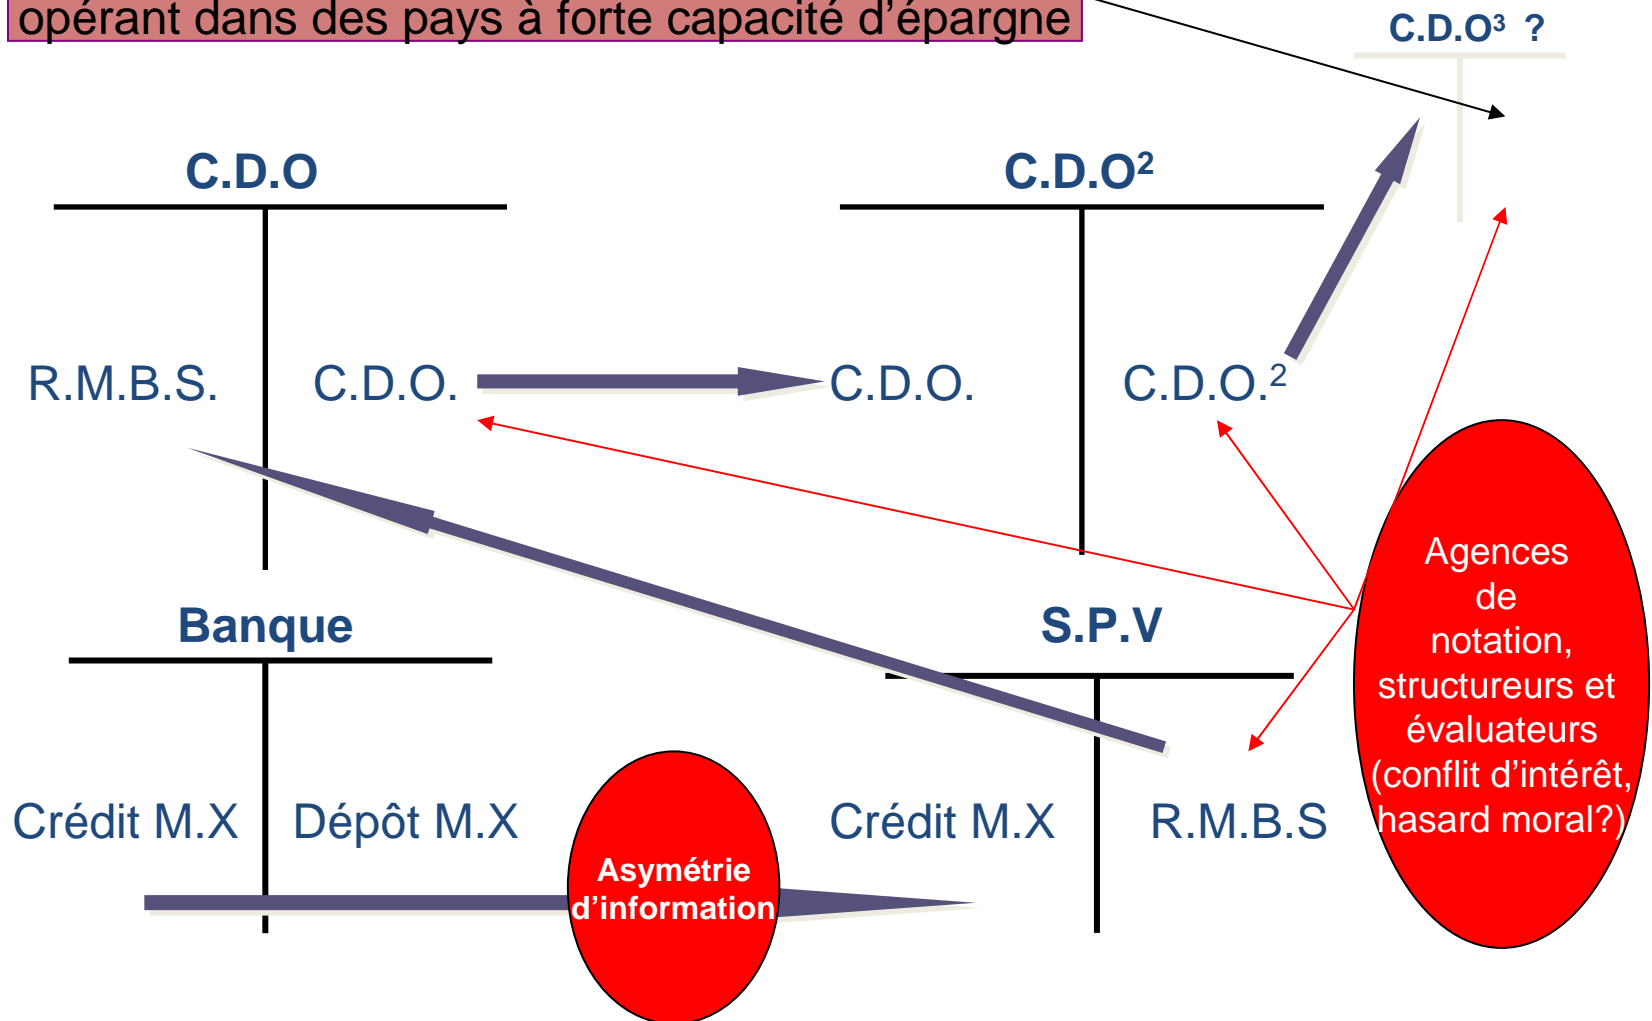 opérant dans des pays à forte capacité d’épargne
C.D.O³ ?
C.D.O
C.D.O²
R.M.B.S.
C.D.O.
C.D.O.
C.D.O.²
Banque
S.P.V
Crédit M.X
Dépôt M.X
Crédit M.X
R.M.B.S
Asymétrie
d’information
Agences
de
notation,
structureurs et
évaluateurs
(conflit d’intérêt,
hasard moral?)